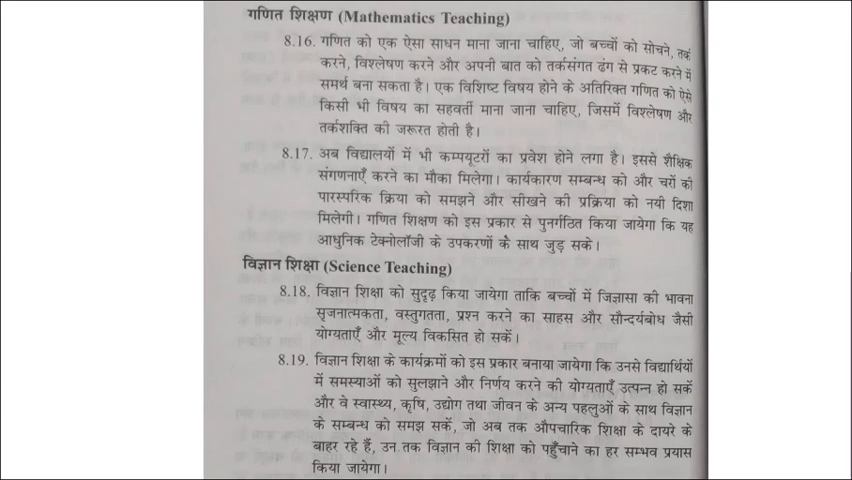 गणित शिक्षण (Mathematics Teaching)
8.16. गणित को एक ऐसा साधन माना जाना चाहिए, जो बच्चों को सोचने, तर्क
करने, विश्लेषण करने और अपनी बात को तर्कसंगत ढंग से प्रकट करने में
समर्थ बना सकता है। एक विशिष्ट विषय होने के अतिरिक्त गणित को ऐसे
किसी भी विषय का सहवर्ती माना जाना चाहिए, जिसमें विश्लेषण और
तर्कशक्ति की जरूरत होती है।
8.17. अब विद्यालयों में भी कम्प्यूटरों का प्रवेश होने लगा है। इससे शैक्षिक
संगणनाएँ करने का मौका मिलेगा। कार्यकारण सम्बन्ध को और चरों की
पारस्परिक क्रिया को समझने और सीखने की प्रक्रिया को नयी दिशा
मिलेगी। गणित शिक्षण को इस प्रकार से पुनर्गठित किया जायेगा कि यह
आधुनिक टेक्नोलॉजी के उपकरणों के साथ जुड़ सके।
विज्ञान शिक्षा (Science Teaching)
8.18. विज्ञान शिक्षा को सुदृढ़ किया जायेगा ताकि बच्चों में जिज्ञासा की भावना
सृजनात्मकता, वस्तुगतता, प्रश्न करने का साहस और सौन्दर्यबोध जैसी
योग्यताएँ और मूल्य विकसित हो सकें।
8.19. विज्ञान शिक्षा के कार्यक्रमों को इस प्रकार बनाया जायेगा कि उनसे विद्यार्थियों
में समस्याओं को सुलझाने और निर्णय करने की योग्यताएँ उत्पन्न हो सकें
और वे स्वास्थ्य, कृषि, उद्योग तथा जीवन के अन्य पहलुओं के साथ विज्ञान
के सम्बन्ध को समझ सकें, जो अब तक औपचारिक शिक्षा के दायरे के
बाहर रहे हैं, उन तक विज्ञान की शिक्षा को पहुँचाने का हर सम्भव प्रयास
किया जायेगा।